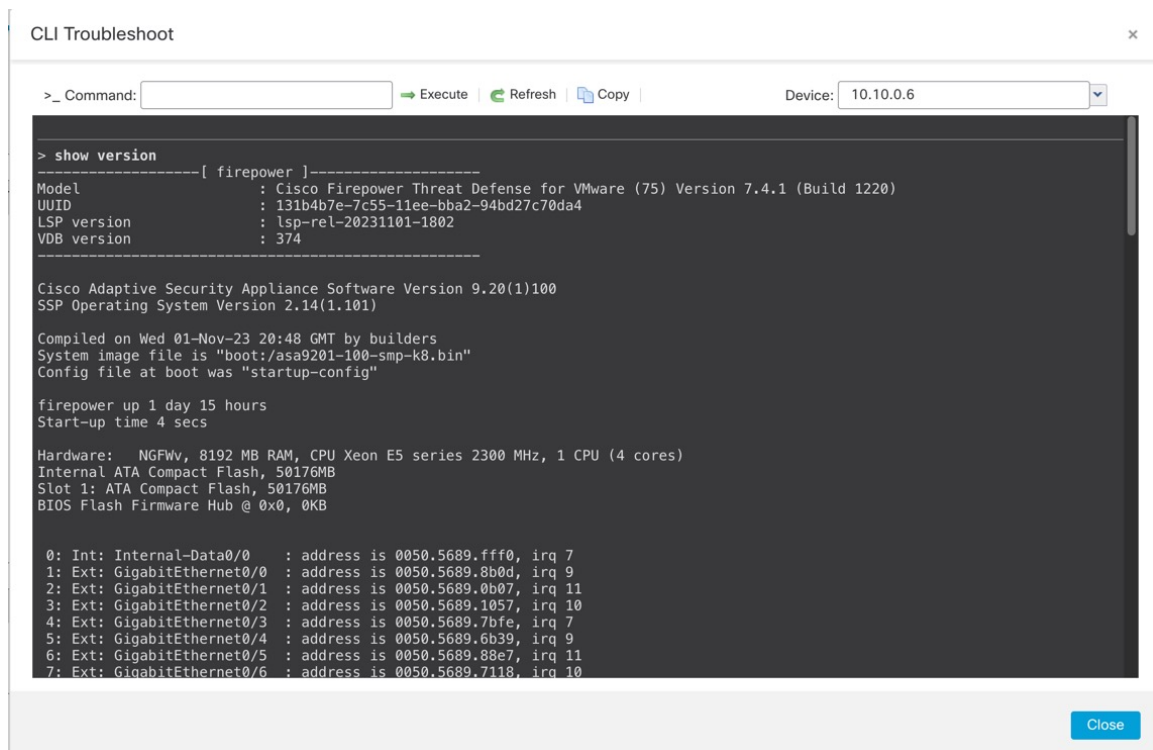 CLI Troubleshoot ×
>_ Command: Execute Refresh Copy Device: 10.10.0.6
> show version
-------------------[ firepower ]--------------------
Model : Cisco Firepower Threat Defense for VMware (75) Version 7.4.1 (Build 1220)
UUID : 131b4b7e-7c55-11ee-bba2-94bd27c70da4
LSP version : lsp-rel-20231101-1802
VDB version : 374
----------------------------------------------------
Cisco Adaptive Security Appliance Software Version 9.20(1)100
SSP Operating System Version 2.14(1.101)
Compiled on Wed 01-Nov-23 20:48 GMT by builders
System image file is "boot:/asa9201-100-smp-k8.bin"
Config file at boot was "startup-config"
firepower up 1 day 15 hours
Start-up time 4 secs
Hardware: NGFWv, 8192 MB RAM, CPU Xeon E5 series 2300 MHz, 1 CPU (4 cores)
Internal ATA Compact Flash, 50176MB
Slot 1: ATA Compact Flash, 50176MB
BIOS Flash Firmware Hub @ 0x0, 0KB
0: Int: Internal-Data0/0 : address is 0050.5689.fff0, irq 7
1: Ext: GigabitEthernet0/0 : address is 0050.5689.8b0d, irq 9
2: Ext: GigabitEthernet0/1 : address is 0050.5689.0b07, irq 11
3: Ext: GigabitEthernet0/2 : address is 0050.5689.1057, irq 10
4: Ext: GigabitEthernet0/3 : address is 0050.5689.7bfe, irq 7
5: Ext: GigabitEthernet0/4 : address is 0050.5689.6b39, irq 9
6: Ext: GigabitEthernet0/5 : address is 0050.5689.88e7, irq 11
7: Ext: GigabitEthernet0/6 : address is 0050.5689.7118, irq 10
Close